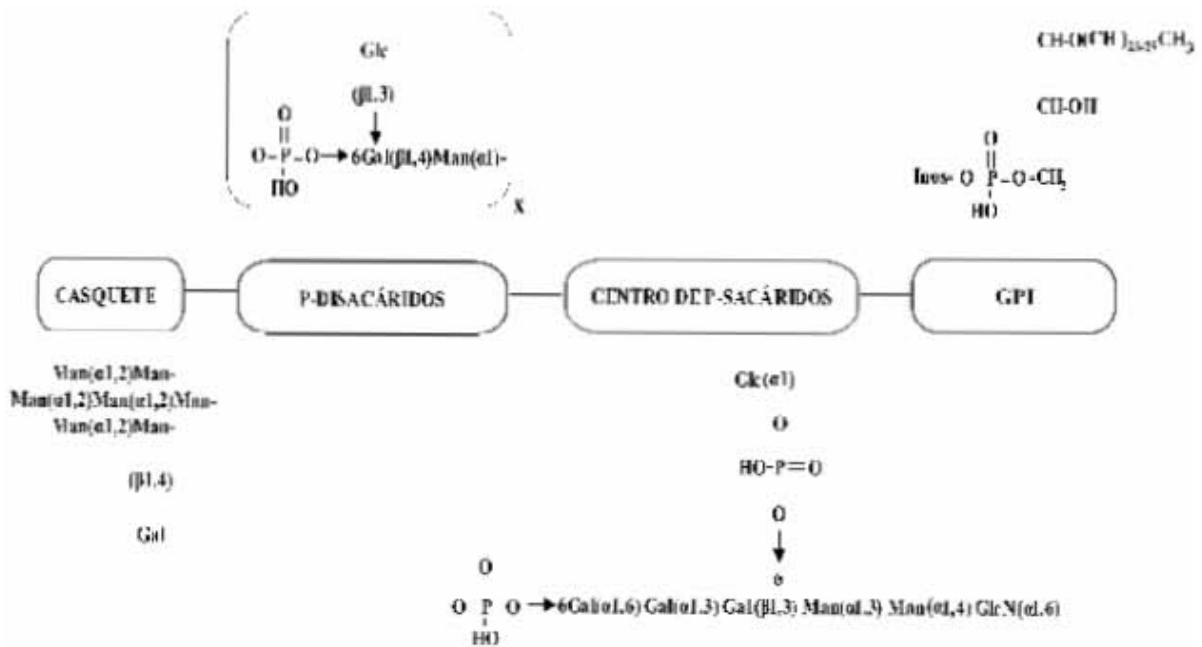 Glc
CH-O(CH )23-25CH3
(β1,3)
CH-OH
O
O
O–P–O→6Gal(β1,4)Man(α1)-
HO
X
Inos- O P–O–CH2
HO
CASQUETE
P-DISACÁRIDOS
CENTRO DE P-SACÁRIDOS
GPI
Man(α1,2)Man-
Man(α1,2)Man(α1,2)Man-
Man(α1,2)Man-
(β1,4)
Gal
Glc(α1)
O
HO-P=O
O
O
6
O P O →6Gal(α1,6) Gal(α1,3) Gal(β1,3) Man(α1,3) Man(α1,4) GlcN(α1,6)
HO